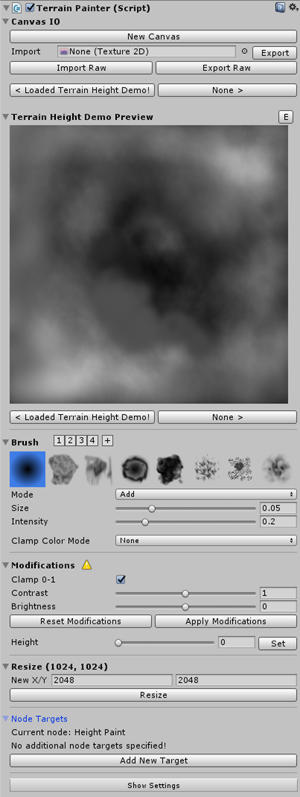 Terrain Painter (Script)
Canvas IO
New Canvas
Import None (Texture 2D) Export
Import Raw Export Raw
< Loaded Terrain Height Demo! None >
Terrain Height Demo Preview E
< Loaded Terrain Height Demo! None >
Brush 1 2 3 4 +
Mode Add
Size 0.05
Intensity 0.2
Clamp Color Mode None
Modifications
Clamp 0-1
Contrast 1
Brightness 0
Reset Modifications Apply Modifications
Height 0 Set
Resize (1024, 1024)
New X/Y 2048 2048
Resize
Node Targets
Current node: Height Paint
No additional node targets specified!
Add New Target
Show Settings